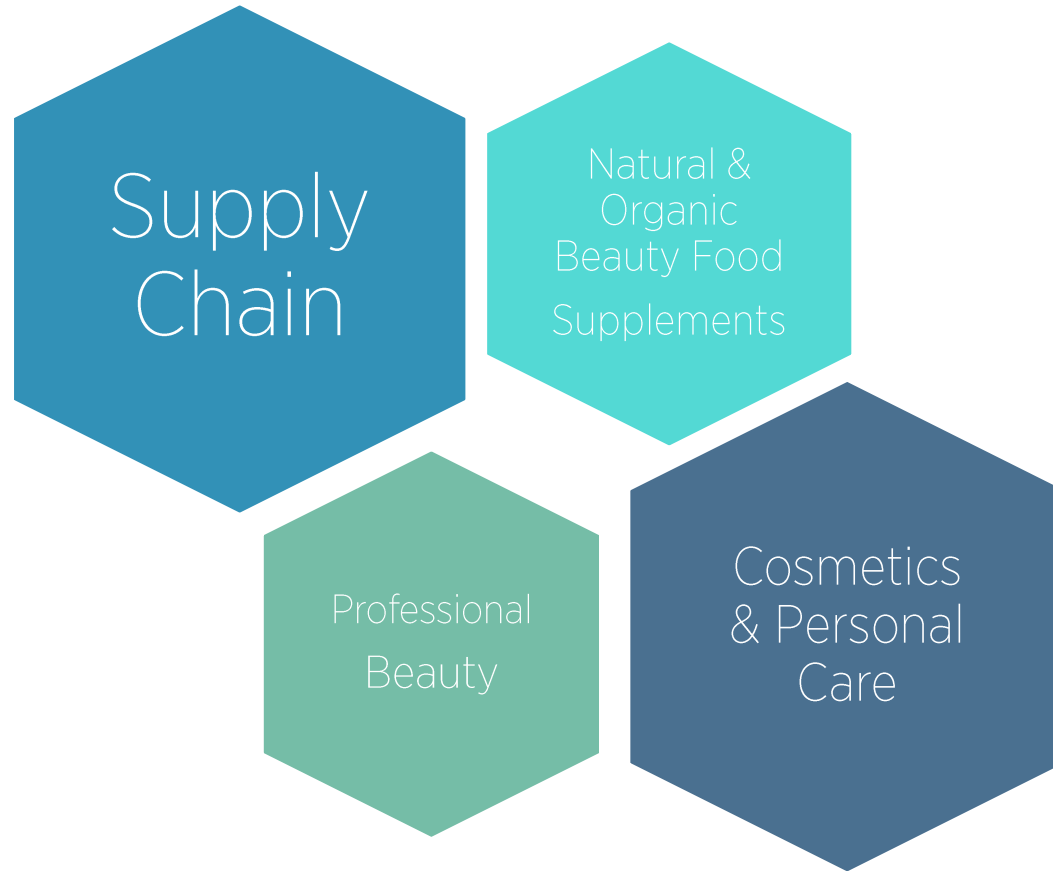 Supply
Chain
Natural &
Organic
Beauty Food
Supplements
Professional
Beauty
Cosmetics
& Personal
Care